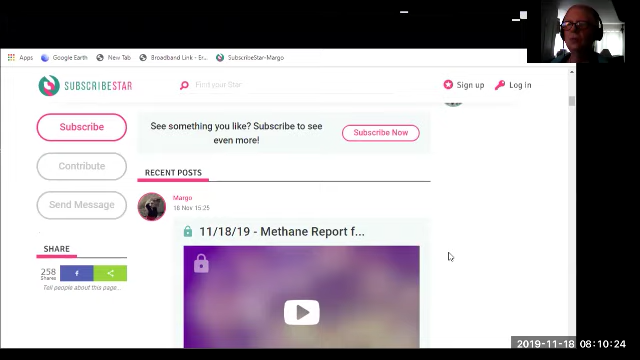 Apps Google Earth New Tab Broadband Link - Er... SubscribeStar-Margo
SUBSCRIBESTAR Find your Star Sign up Log In
Subscribe
Contribute
Send Message
SHARE
258
Shares
Tell people about this page...
See something you like? Subscribe to see
even more!
Subscribe Now
RECENT POSTS
Margo
18 Nov 15:25
11/18/19 - Methane Report f...
2019-11-18 08:10:24